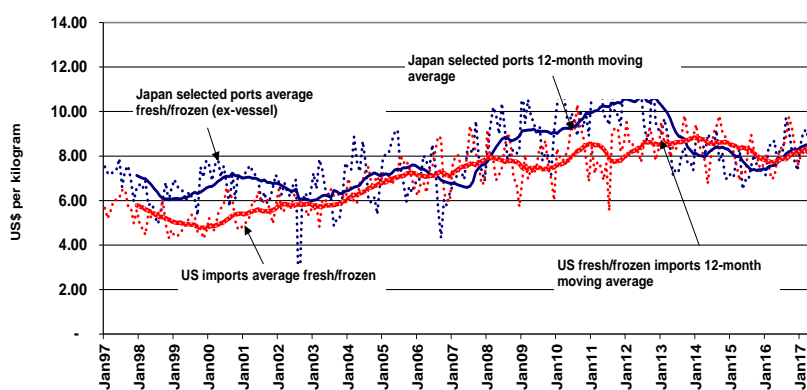 14.00
12.00
10.00
8.00
6.00
4.00
2.00
-
US$ per kilogram
Japan selected ports 12-month moving
average
Japan selected ports average
fresh/frozen (ex-vessel)
US imports average fresh/frozen
US fresh/frozen imports 12-month
moving average
Jan97
Jan98
Jan99
Jan00
Jan01
Jan02
Jan03
Jan04
Jan05
Jan06
Jan07
Jan08
Jan09
Jan10
Jan11
Jan12
Jan13
Jan14
Jan15
Jan16
Jan17